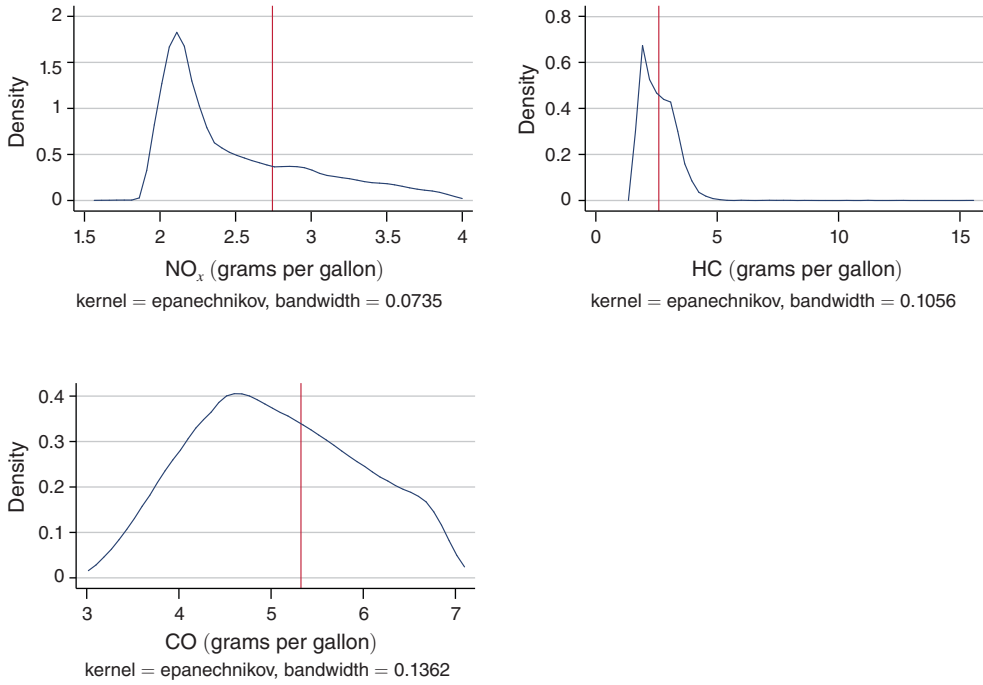 Density
2
1.5
1
0.5
0
1.5 2 2.5 3 3.5 4
NOx (grams per gallon)
kernel = epanechnikov, bandwidth = 0.0735
Density
0.8
0.6
0.4
0.2
0
0 5 10 15
HC (grams per gallon)
kernel = epanechnikov, bandwidth = 0.1056
Density
0.4
0.3
0.2
0.1
0
3 4 5 6 7
CO (grams per gallon)
kernel = epanechnikov, bandwidth = 0.1362